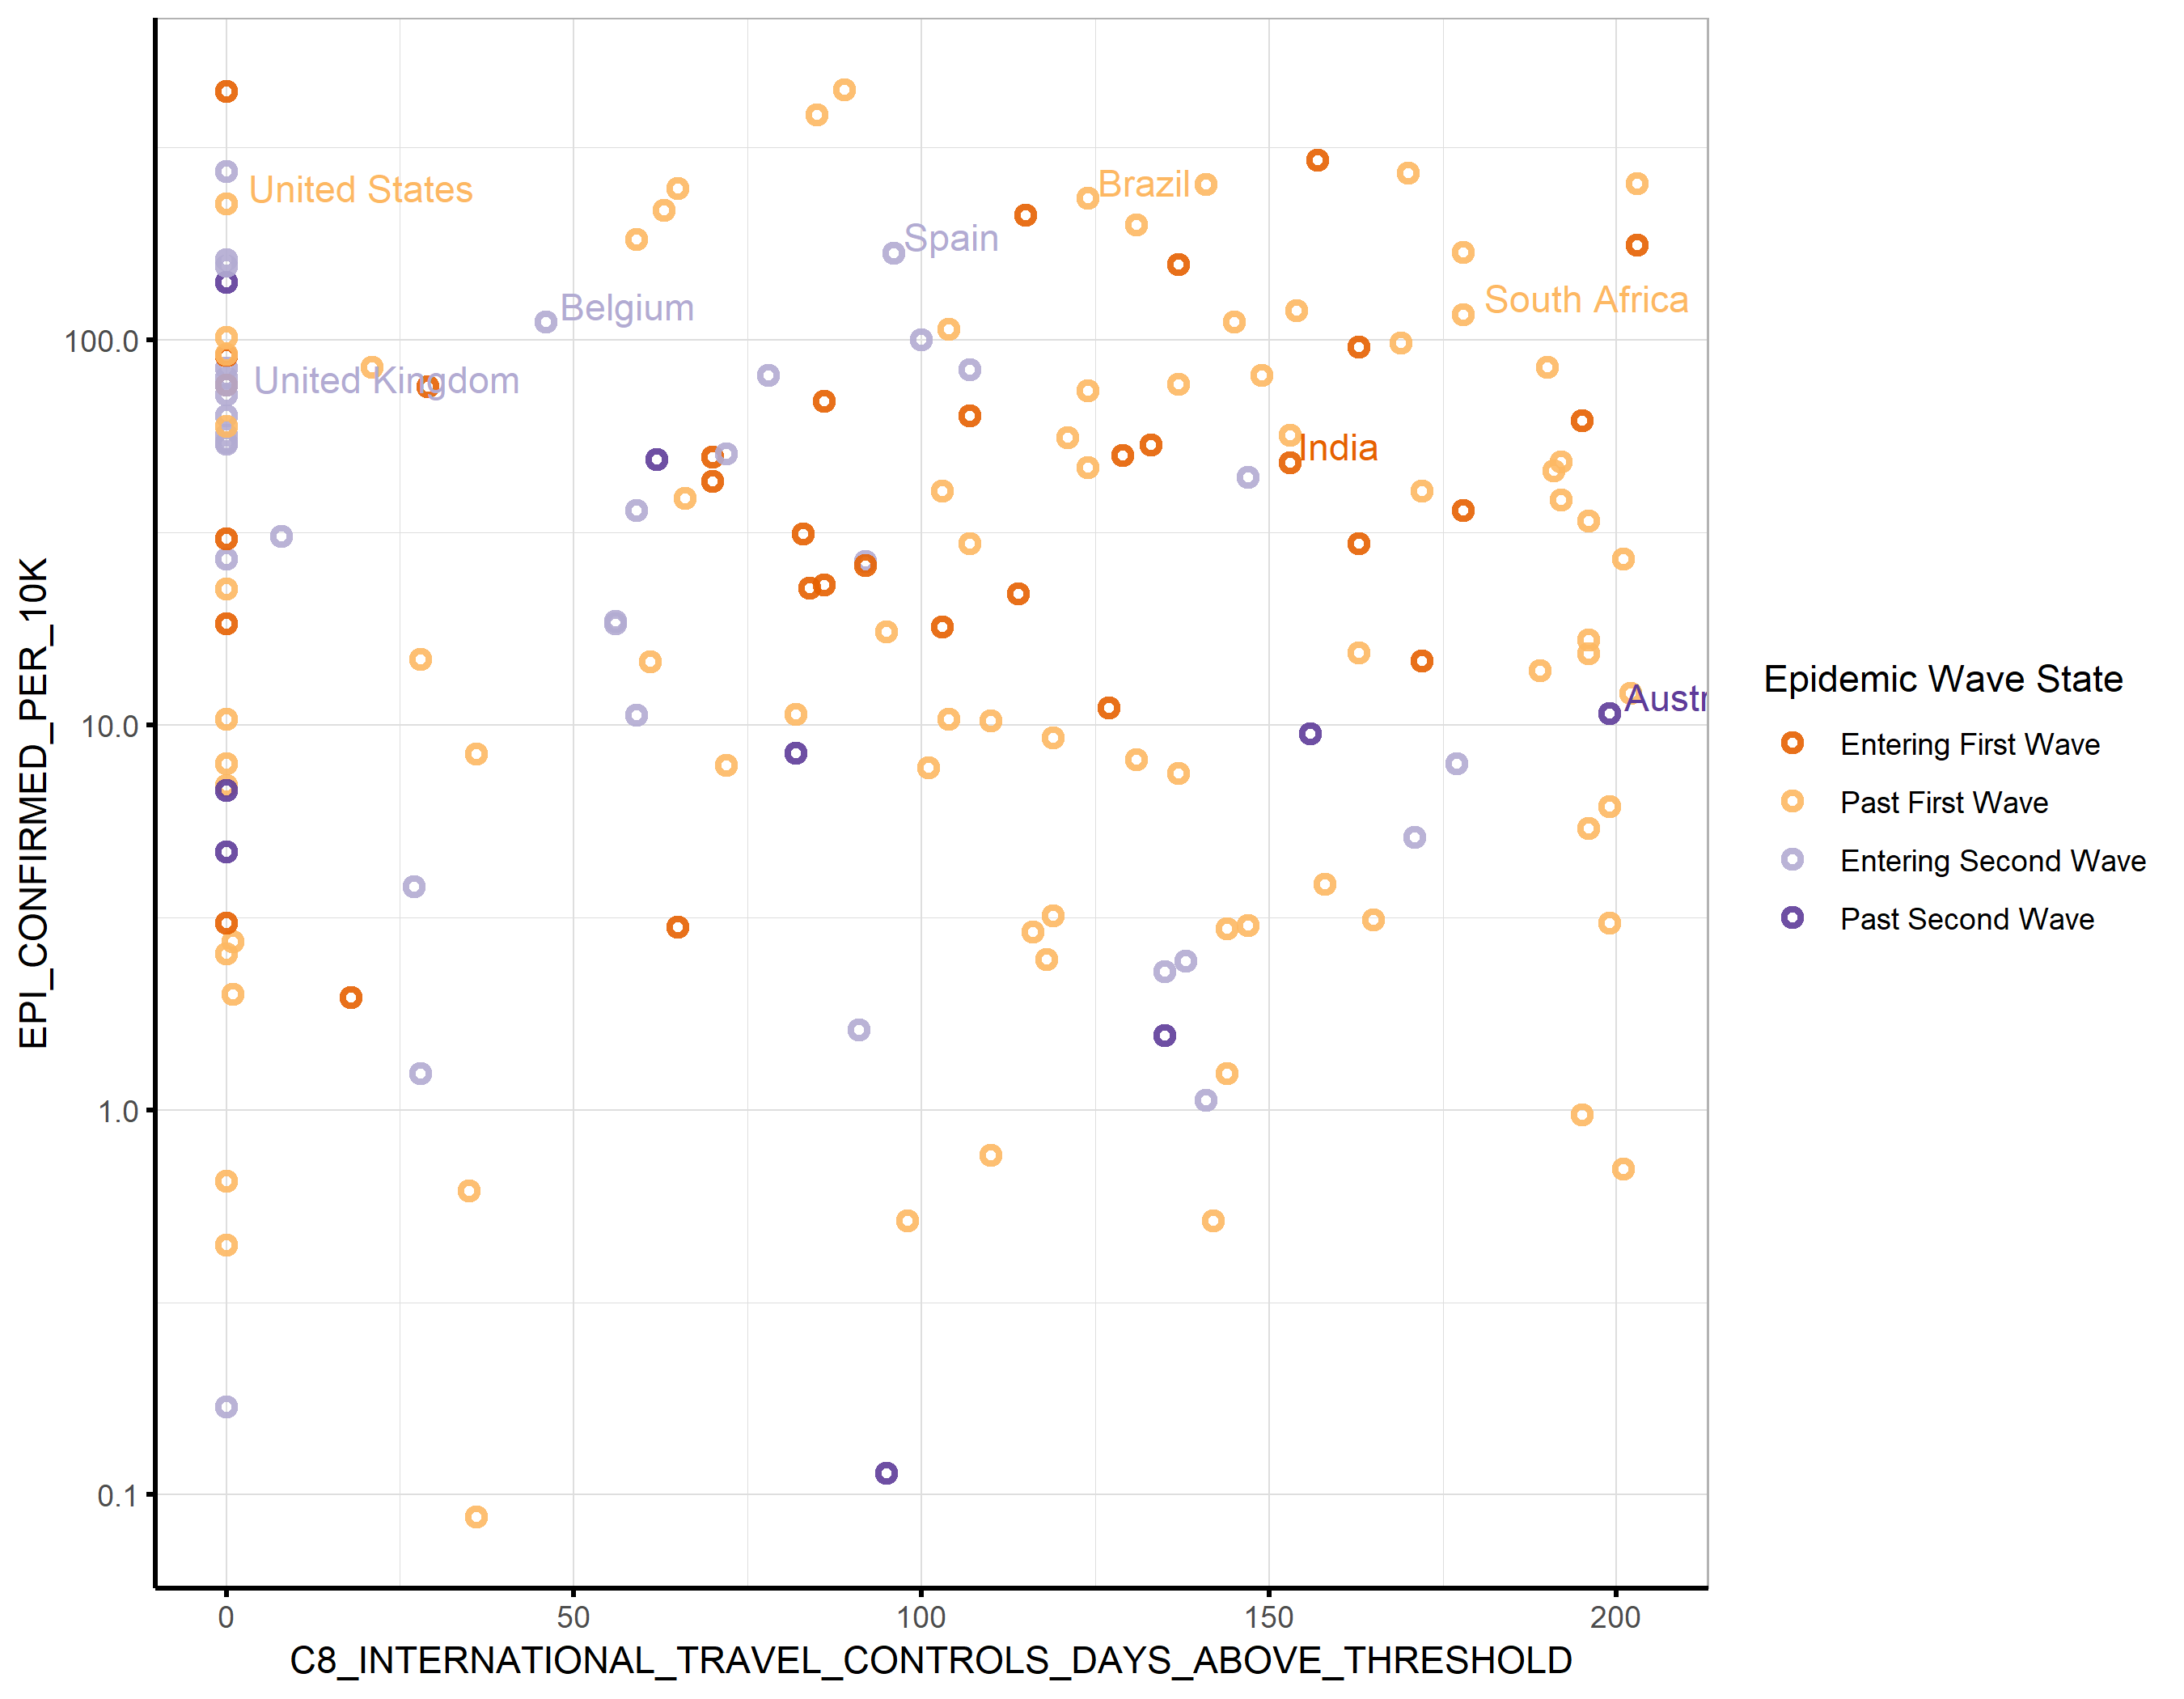 United States
Brazil
Spain
South Africa
Belgium
United Kingdom
India
Austr
100.0
10.0
1.0
0.1
EPI_CONFIRMED_PER_10K
0 50 100 150 200
C8_INTERNATIONAL_TRAVEL_CONTROLS_DAYS_ABOVE_THRESHOLD
Epidemic Wave State
Entering First Wave
Past First Wave
Entering Second Wave
Past Second Wave